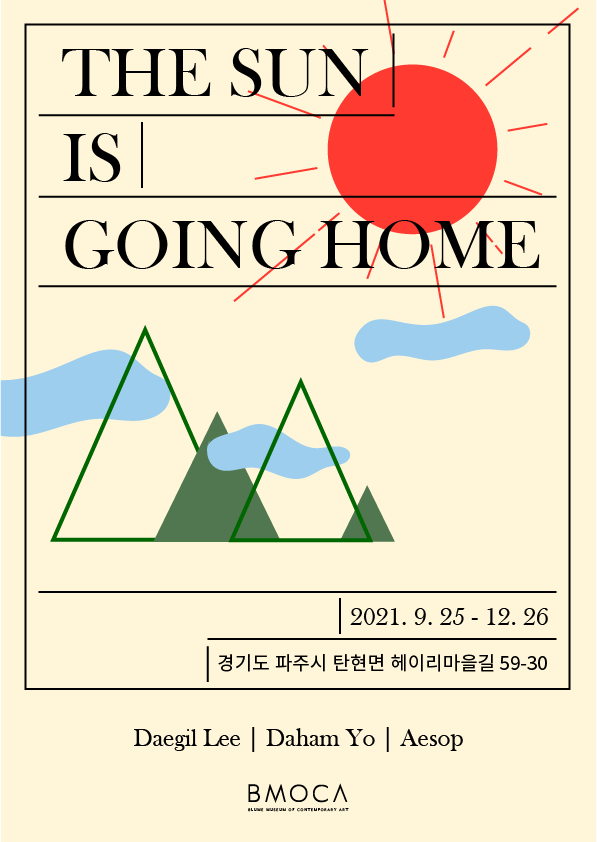 THE SUN
IS
GOING HOME
2021. 9. 25 - 12. 26
경기도 파주시 탄현면 헤이리마을길 59-30
Daegil Lee | Daham Yo | Aesop
BMOCA
BLUME MUSEUM OF CONTEMPORARY ART